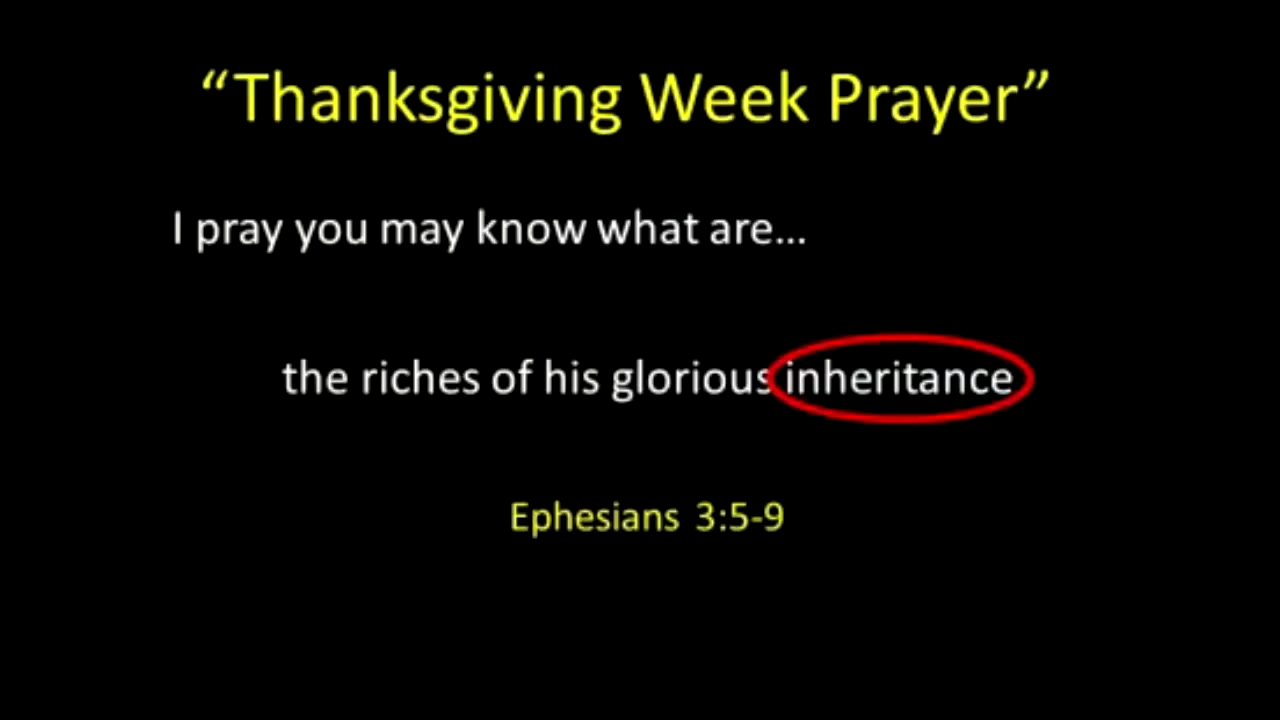 “Thanksgiving Week Prayer”
I pray you may know what are…
the riches of his glorious inheritance
Ephesians 3:5-9